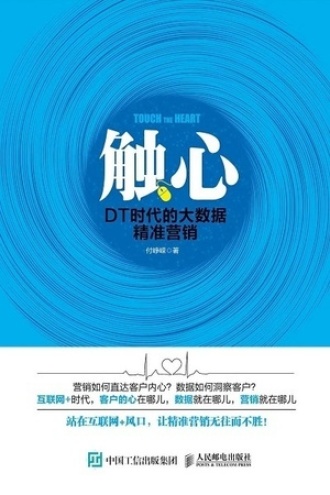 TOUCH THE HEART
触心
DT时代的大数据
精准营销
付峥嵘◎著
营销如何直达客户内心？数据如何洞察客户？
互联网+时代，客户的心在哪儿，数据就在哪儿，营销就在哪儿
站在互联网+风口，让精准营销无往而不胜！
中国工信出版集团
人民邮电出版社
POSTS & TELECOM PRESS